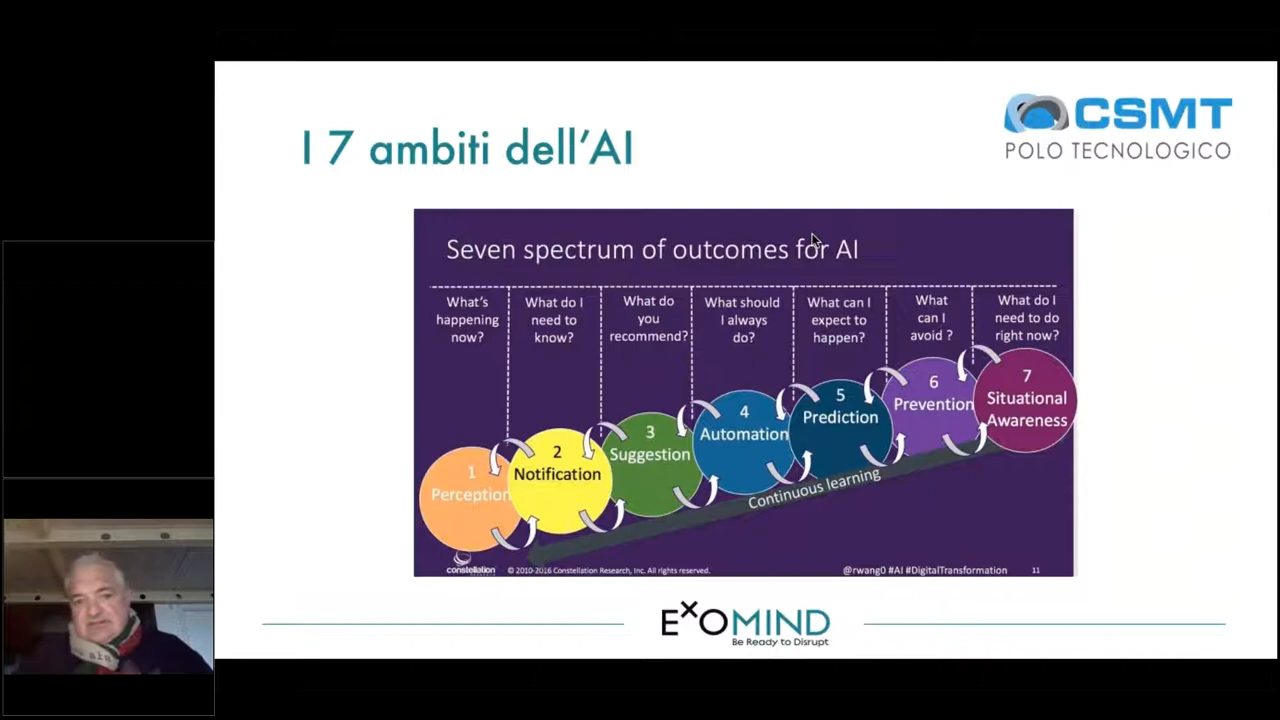 I 7 ambiti dell'AI
CSMT
POLO TECNOLOGICO
Seven spectrum of outcomes for AI
What's
happening
now?
What do I
need to
know?
What do
you
recommend?
What should
I always
do?
What can I
expect to
happen?
What
can I
avoid ?
What do I
need to do
right now?
1
Perception
2
Notification
3
Suggestion
4
Automation
5
Prediction
6
Prevention
7
Situational
Awareness
Continuous learning
constellation
© 2010-2016 Constellation Research, Inc. All rights reserved.
@rwang0 #AI #DigitalTransformation
11
EXOMIND
Be Ready to Disrupt